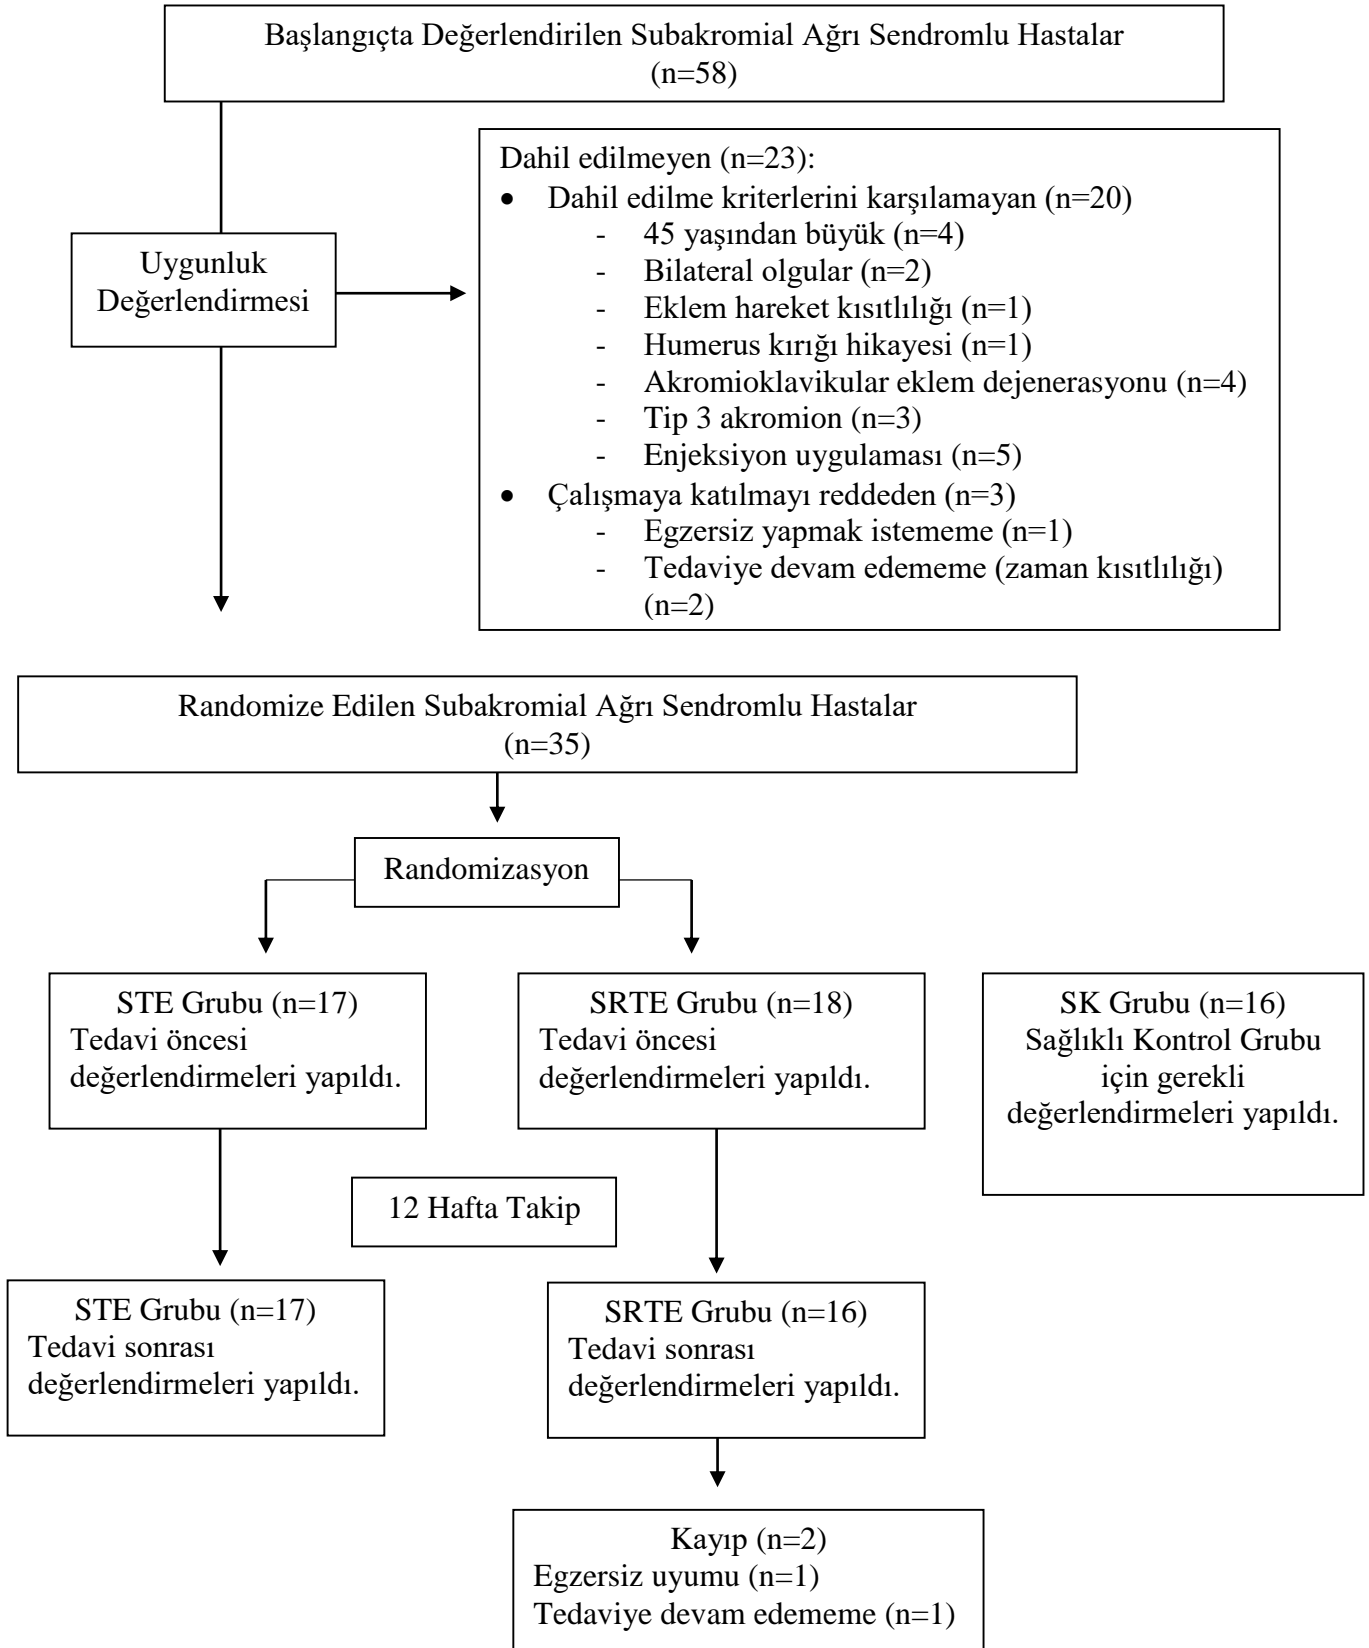 Başlangıçta Değerlendirilen Subakromial Ağrı Sendromlu Hastalar
(n=58)
Dahil edilmeyen (n=23):
• Dahil edilme kriterlerini karşılamayan (n=20)
- 45 yaşından büyük (n=4)
- Bilateral olgular (n=2)
- Eklem hareket kısıtlılığı (n=1)
- Humerus kırığı hikayesi (n=1)
- Akromioklavikular eklem dejenerasyonu (n=4)
- Tip 3 akromion (n=3)
- Enjeksiyon uygulaması (n=5)
• Çalışmaya katılmayı reddeden (n=3)
- Egzersiz yapmak istememe (n=1)
- Tedaviye devam edememe (zaman kısıtlılığı)
(n=2)
Uygunluk
Değerlendirmesi
Randomize Edilen Subakromial Ağrı Sendromlu Hastalar
(n=35)
Randomizasyon
STE Grubu (n=17)
Tedavi öncesi
değerlendirmeleri yapıldı.
SRTE Grubu (n=18)
Tedavi öncesi
değerlendirmeleri yapıldı.
SK Grubu (n=16)
Sağlıklı Kontrol Grubu
için gerekli
değerlendirmeleri yapıldı.
12 Hafta Takip
STE Grubu (n=17)
Tedavi sonrası
değerlendirmeleri yapıldı.
SRTE Grubu (n=16)
Tedavi sonrası
değerlendirmeleri yapıldı.
Kayıp (n=2)
Egzersiz uyumu (n=1)
Tedaviye devam edememe (n=1)